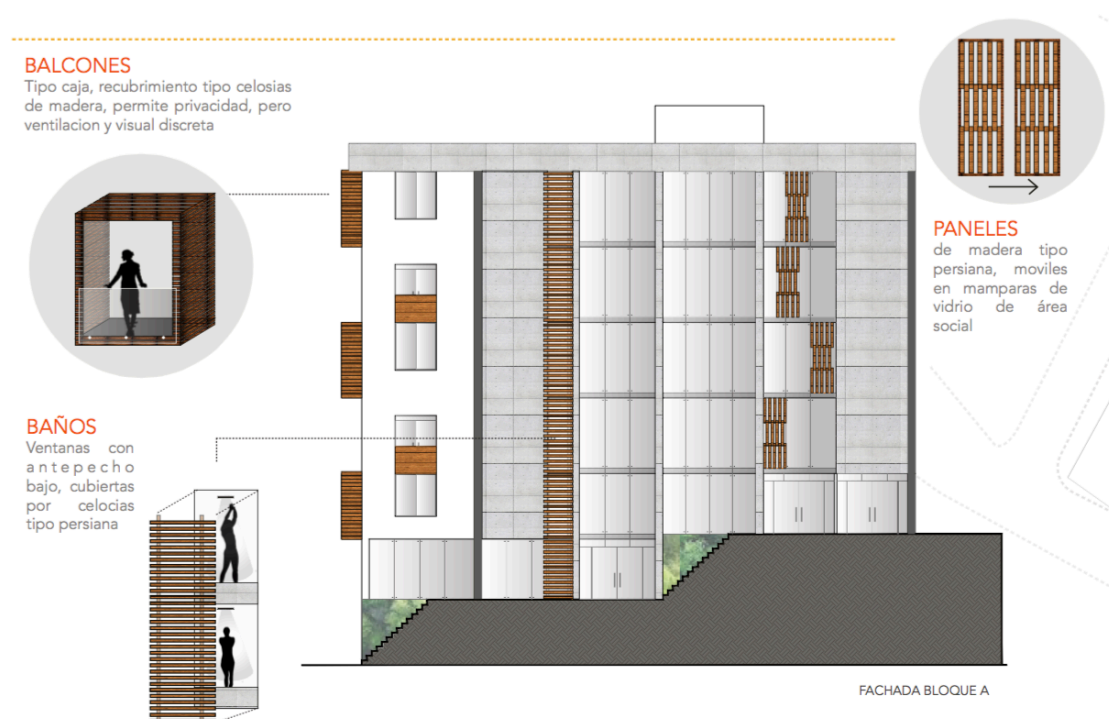 BALCONES
Tipo caja, recubrimiento tipo celosias
de madera, permite privacidad, pero
ventilacion y visual discreta
PANELES
de madera tipo
persiana, moviles
en mamparas de
vidrio de área
social
BAÑOS
Ventanas con
antepecho
bajo, cubiertas
por celocias
tipo persiana
FACHADA BLOQUE A